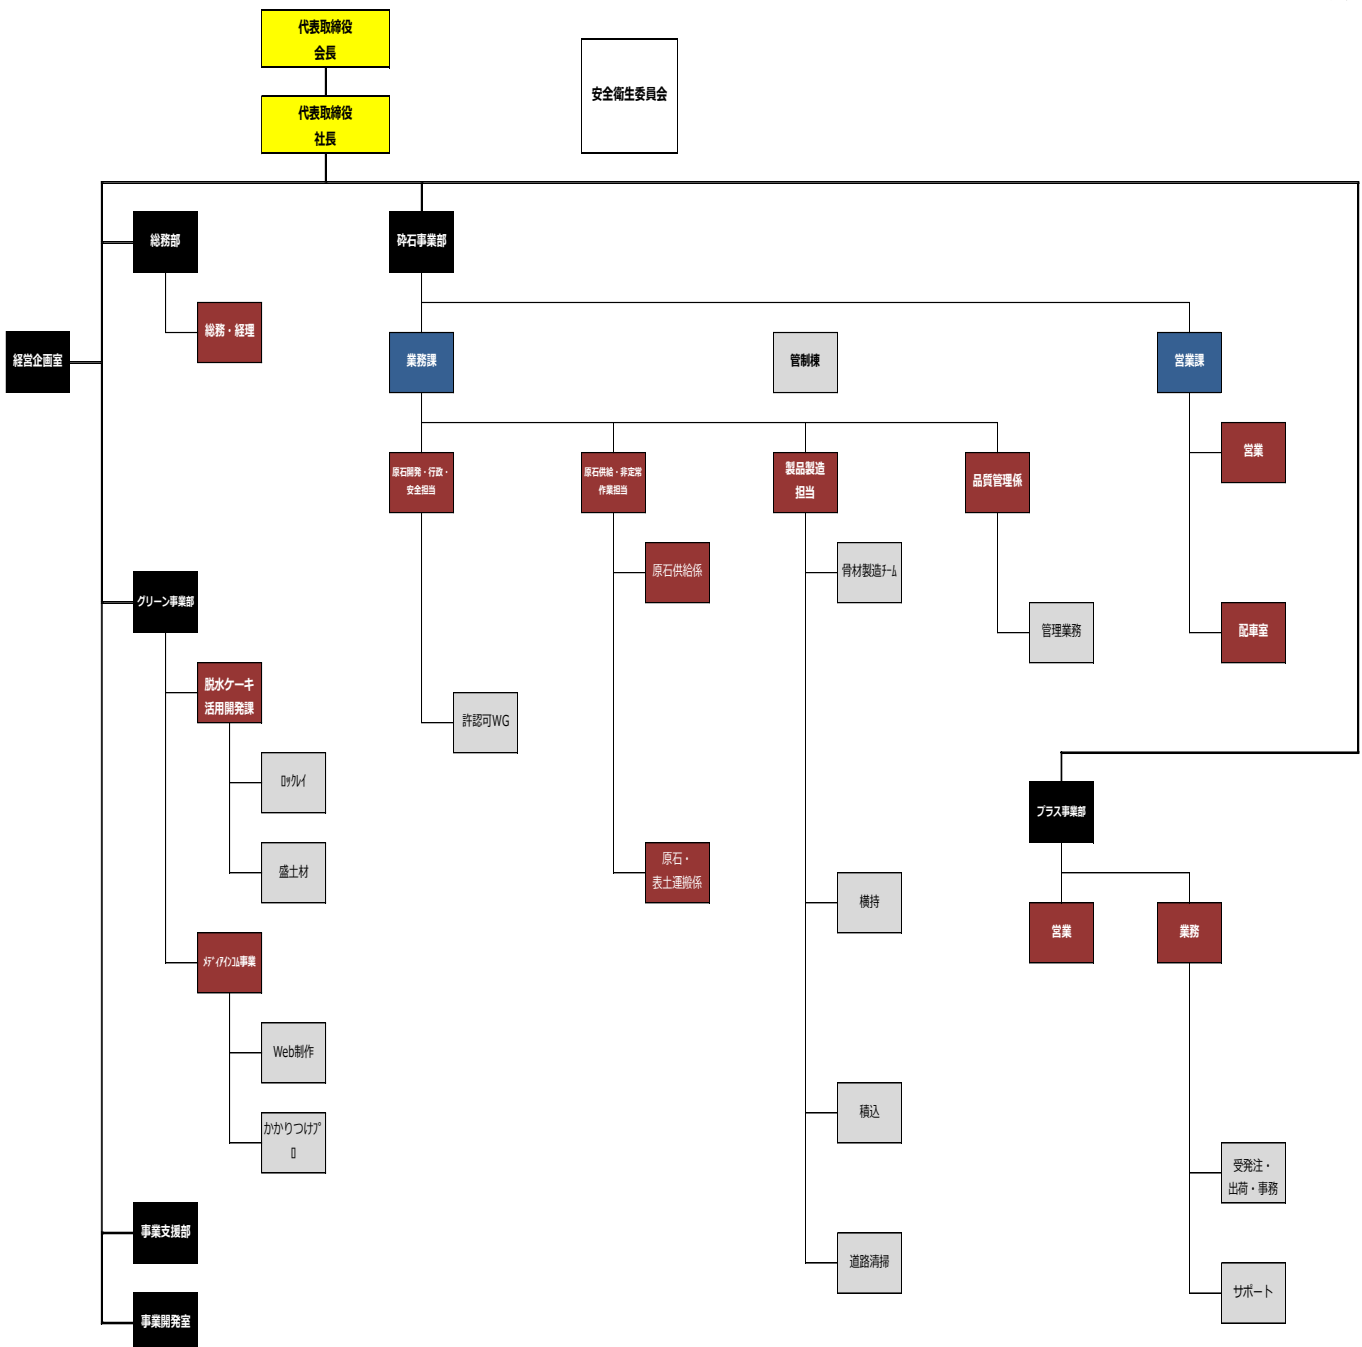 代表取締役
会長
安全衛生委員会
代表取締役
社長
総務部
砕石事業部
総務・経理
経営企画室
業務課
管制棟
営業課
営業
原石開発・行政・
安全担当
原石供給・非定常
作業担当
製品製造
担当
品質管理係
原石供給係
骨材製造ﾁｰﾑ
グリーン事業部
管理業務
配車室
脱水ケーキ
活用開発課
許認可WG
ﾛｯｸﾚｲ
プラス事業部
盛土材
原石・
表土運搬係
横持
営業
業務
ﾒﾃﾞｨｱｲﾝｺﾑ事業
Web制作
積込
かかりつけﾌﾟ
ﾛ
受発注・
出荷・事務
事業支援部
道路清掃
サポート
事業開発室